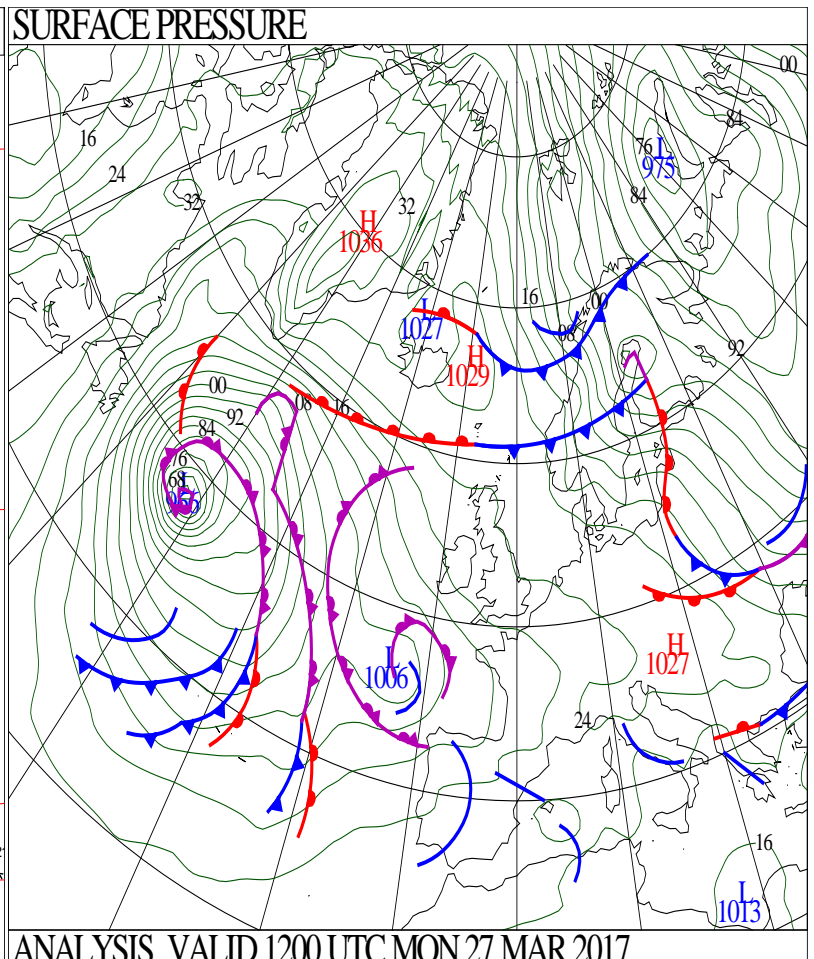 SURFACE PRESSURE
00
16
84
76
L
975
24
32
32
84
H
1036
16
00
L
1027
08
92
H
1029
00
08
16
92
84
76
68
L
H
1027
L
1006
24
16
L
1013
ANALYSIS VALID 1200 UTC MON 27 MAR 2017